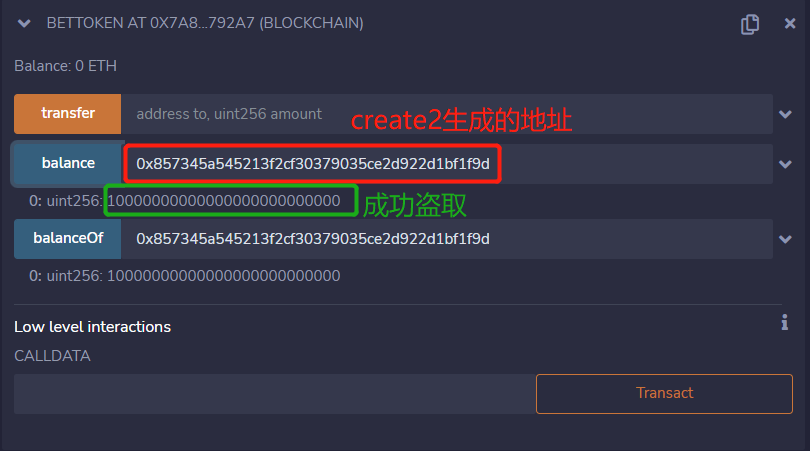 BETTOKEN AT 0X7A8...792A7 (BLOCKCHAIN)
Balance: 0 ETH
transfer address to, uint256 amount
create2生成的地址
balance 0x857345a545213f2cf30379035ce2d922d1bf1f9d
0: uint256: 10000000000000000000000000
成功盗取
balanceOf 0x857345a545213f2cf30379035ce2d922d1bf1f9d
0: uint256: 10000000000000000000000000
Low level interactions
CALLDATA
Transact